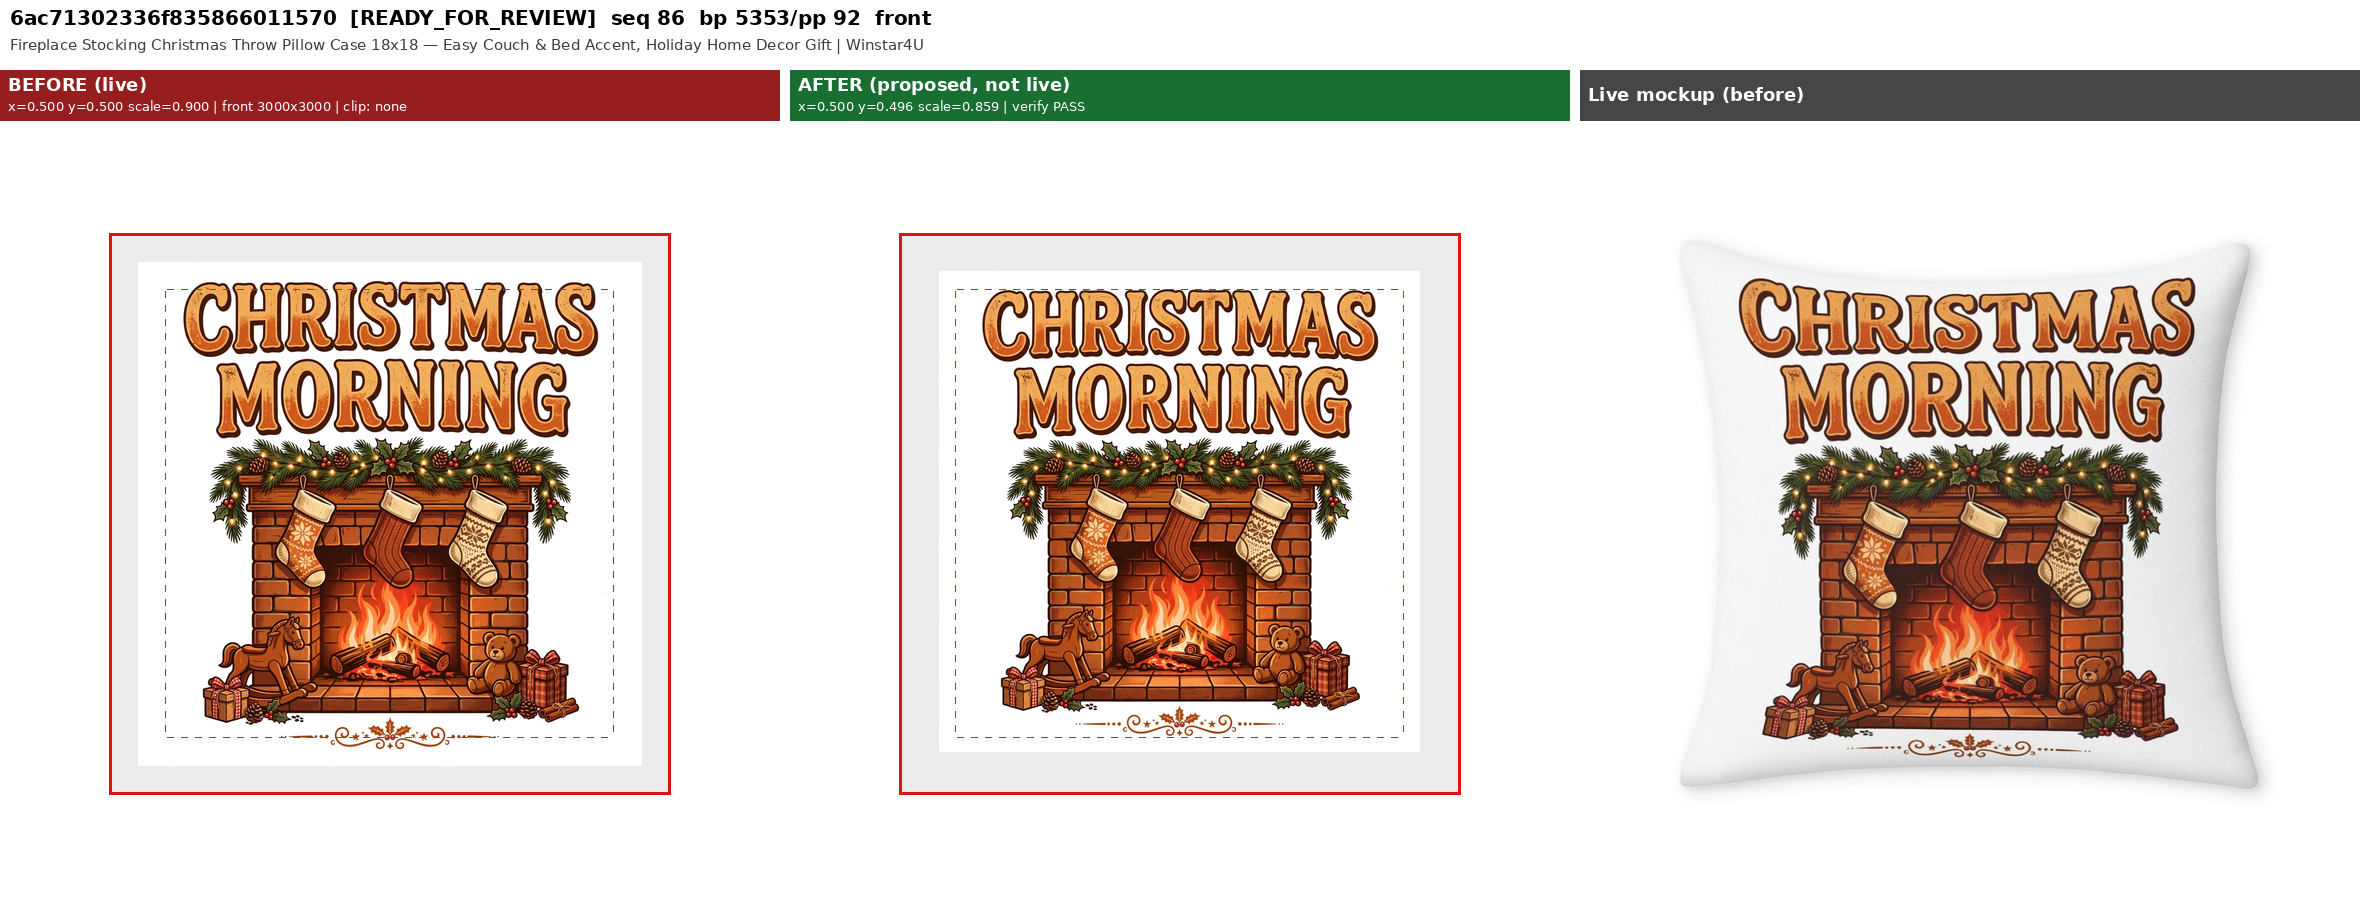 6ac71302336f835866011570 [READY_FOR_REVIEW] seq 86 bp 5353/pp 92 front
Fireplace Stocking Christmas Throw Pillow Case 18x18 — Easy Couch & Bed Accent, Holiday Home Decor Gift | Winstar4U
BEFORE (live)
x=0.500 y=0.500 scale=0.900 | front 3000x3000 | clip: none
AFTER (proposed, not live)
x=0.500 y=0.496 scale=0.859 | verify PASS
Live mockup (before)
CHRISTMAS
MORNING
CHRISTMAS
MORNING
CHRISTMAS
MORNING